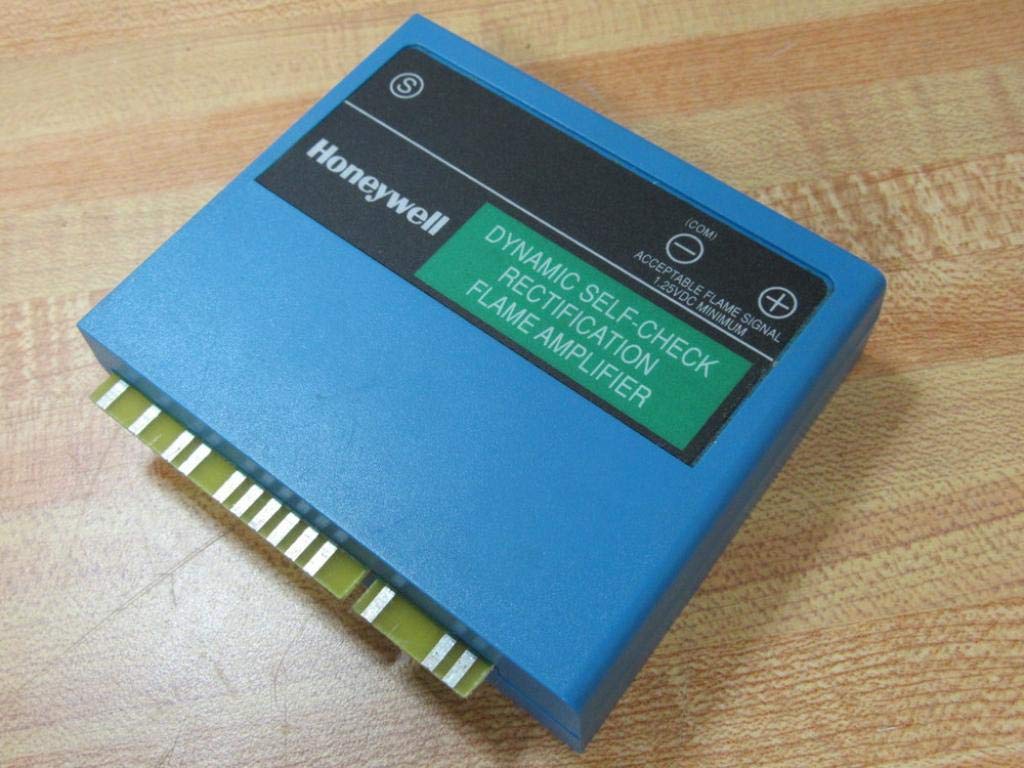 S
Honeywell
(COM)
− +
ACCEPTABLE FLAME SIGNAL
1.25VDC MINIMUM
DYNAMIC SELF-CHECK
RECTIFICATION
FLAME AMPLIFIER